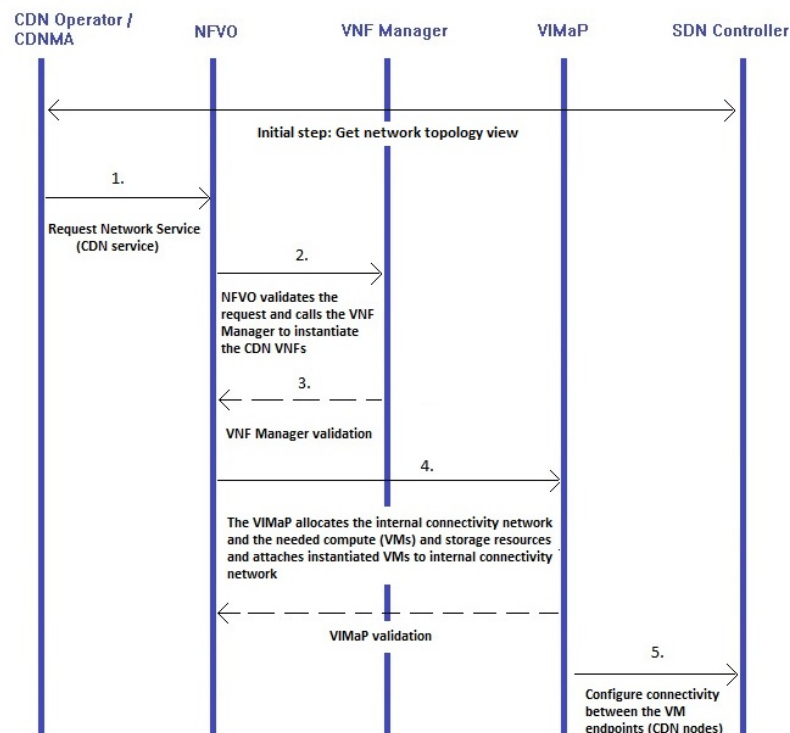 CDN Operator /
CDNMA
NFVO
VNF Manager
VIMaP
SDN Controller
Initial step: Get network topology view
1.
Request Network Service
(CDN service)
2.
NFVO validates the
request and calls the VNF
Manager to instantiate
the CDN VNFs
3.
VNF Manager validation
4.
The VIMaP allocates the internal connectivity network
and the needed compute (VMs) and storage resources
and attaches instantiated VMs to internal connectivity
network
VIMaP validation
5.
Configure connectivity
between the VM
endpoints (CDN nodes)